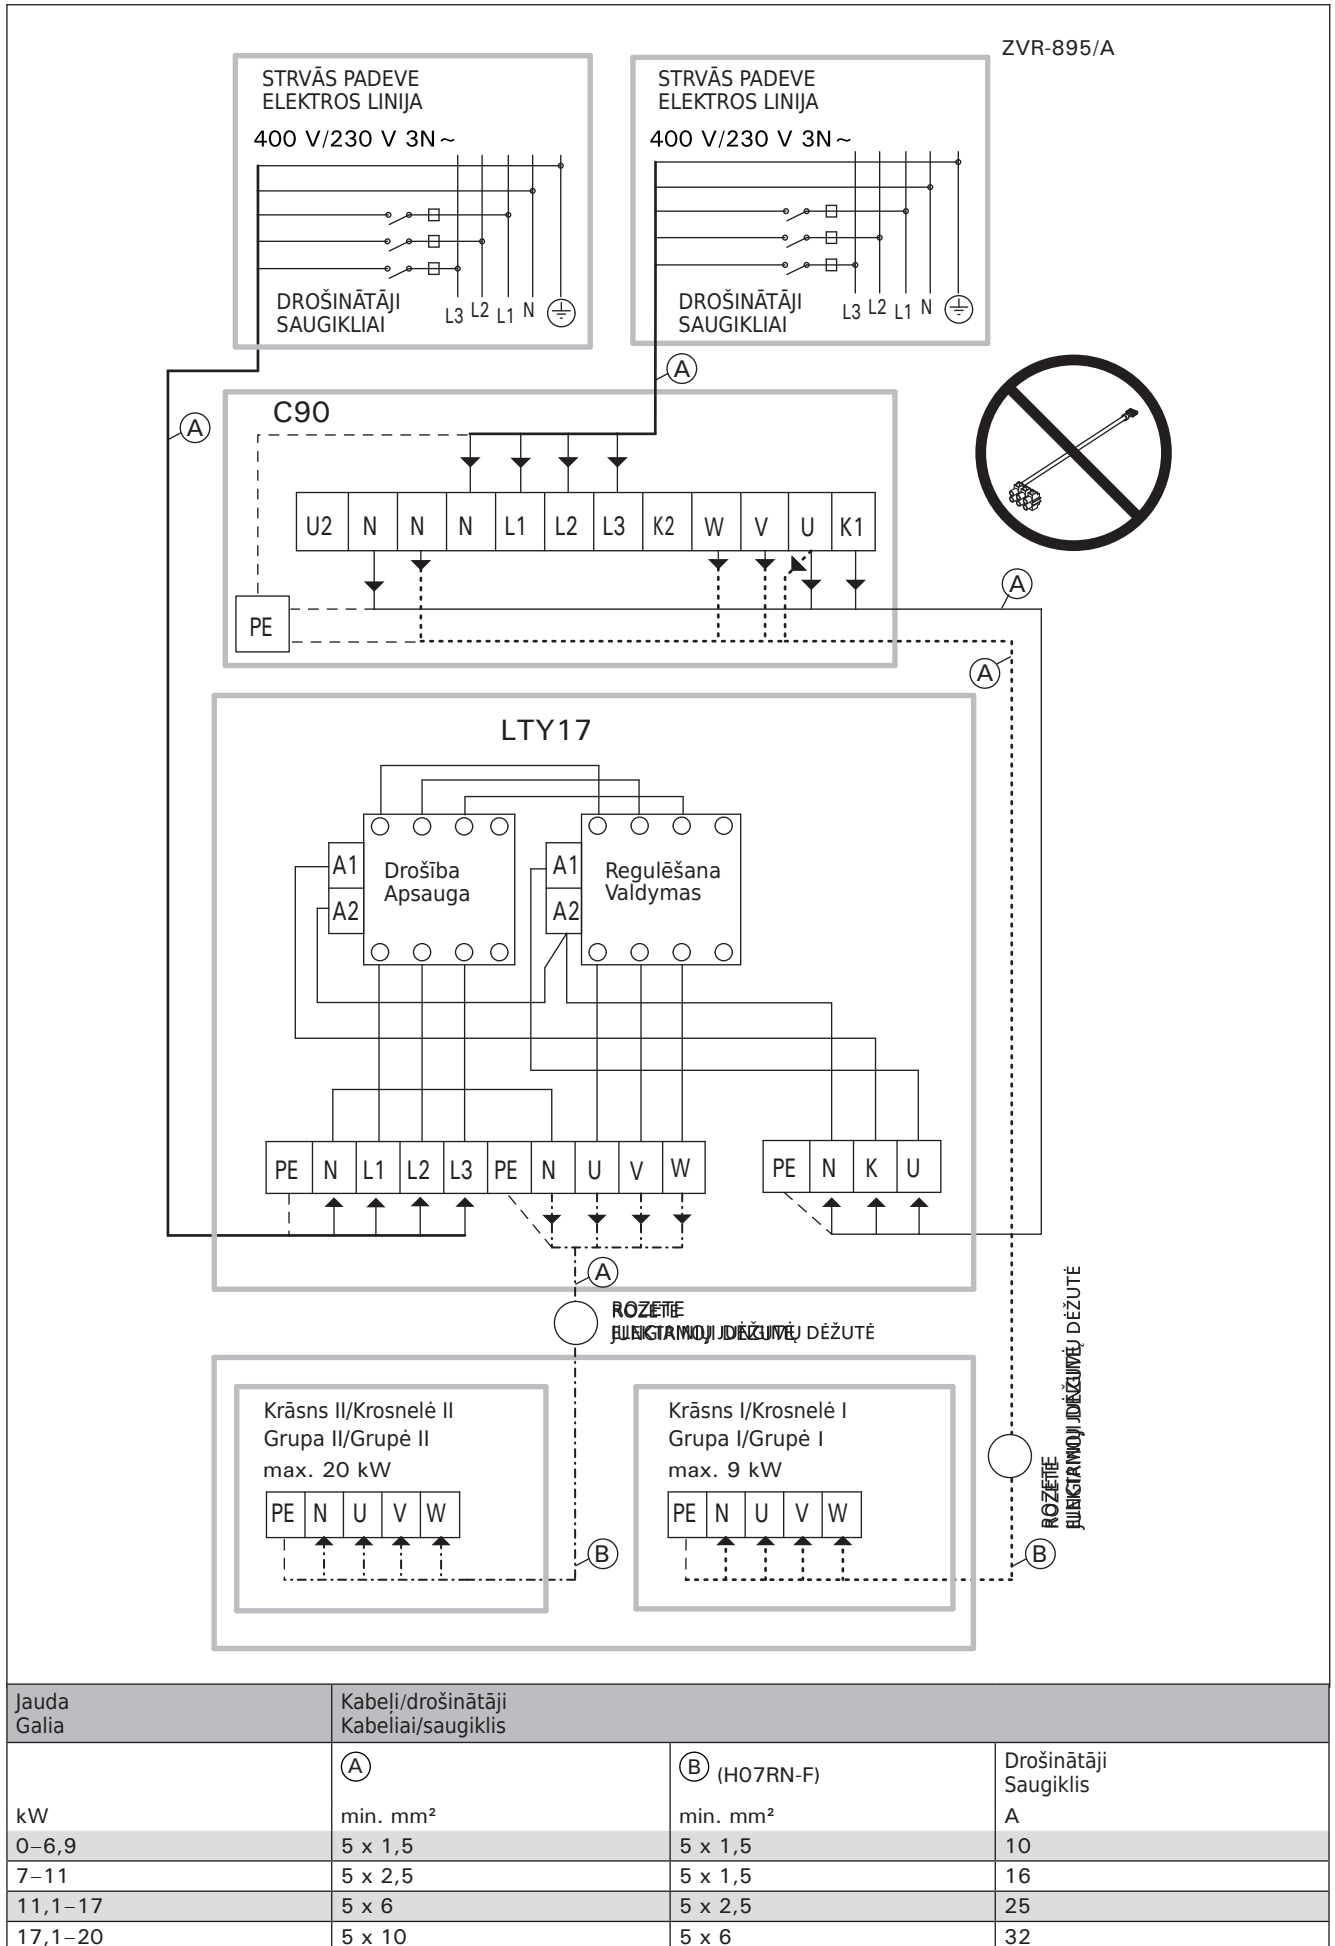 ZVR-895/A
STRVĀS PADEVE
ELEKTROS LINIJA
400 V/230 V 3N~
DROŠINĀTĀJI
SAUGIKLIAI
L3 L2 L1 N
STRVĀS PADEVE
ELEKTROS LINIJA
400 V/230 V 3N~
DROŠINĀTĀJI
SAUGIKLIAI
L3 L2 L1 N
A
A
C90
U2 N N N L1 L2 L3 K2 W V U K1
PE
A
A
LTY17
A1
A2
Drošība
Apsauga
A1
A2
Regulēšana
Valdymas
PE N L1 L2 L3 PE N U V W
PE N K U
A
ROZETE
DĖŽUTĖ
Krāsns II/Krosnelė II
Grupa II/Grupė II
max. 20 kW
PE N U V W
B
Krāsns I/Krosnelė I
Grupa I/Grupė I
max. 9 kW
PE N U V W
B
ROZETE
DĖŽUTĖ
Jauda
Galia
Kabeļi/drošinātāji
Kabeliai/saugiklis
A
B (H07RN-F)
Drošinātāji
Saugiklis
kW min. mm² min. mm² A
0–6,9 5 x 1,5 5 x 1,5 10
7–11 5 x 2,5 5 x 1,5 16
11,1–17 5 x 6 5 x 2,5 25
17,1–20 5 x 10 5 x 6 32